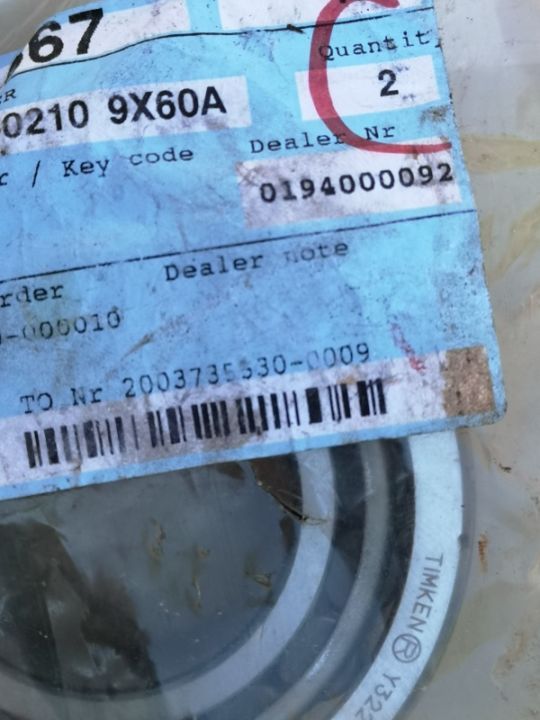 67
Quantit
2
0210 9X60A
/ Key code
Dealer Nr
0194000092
rder
Dealer note
-000010
TO Nr 2003735530-0009
TIMKEN® Y322